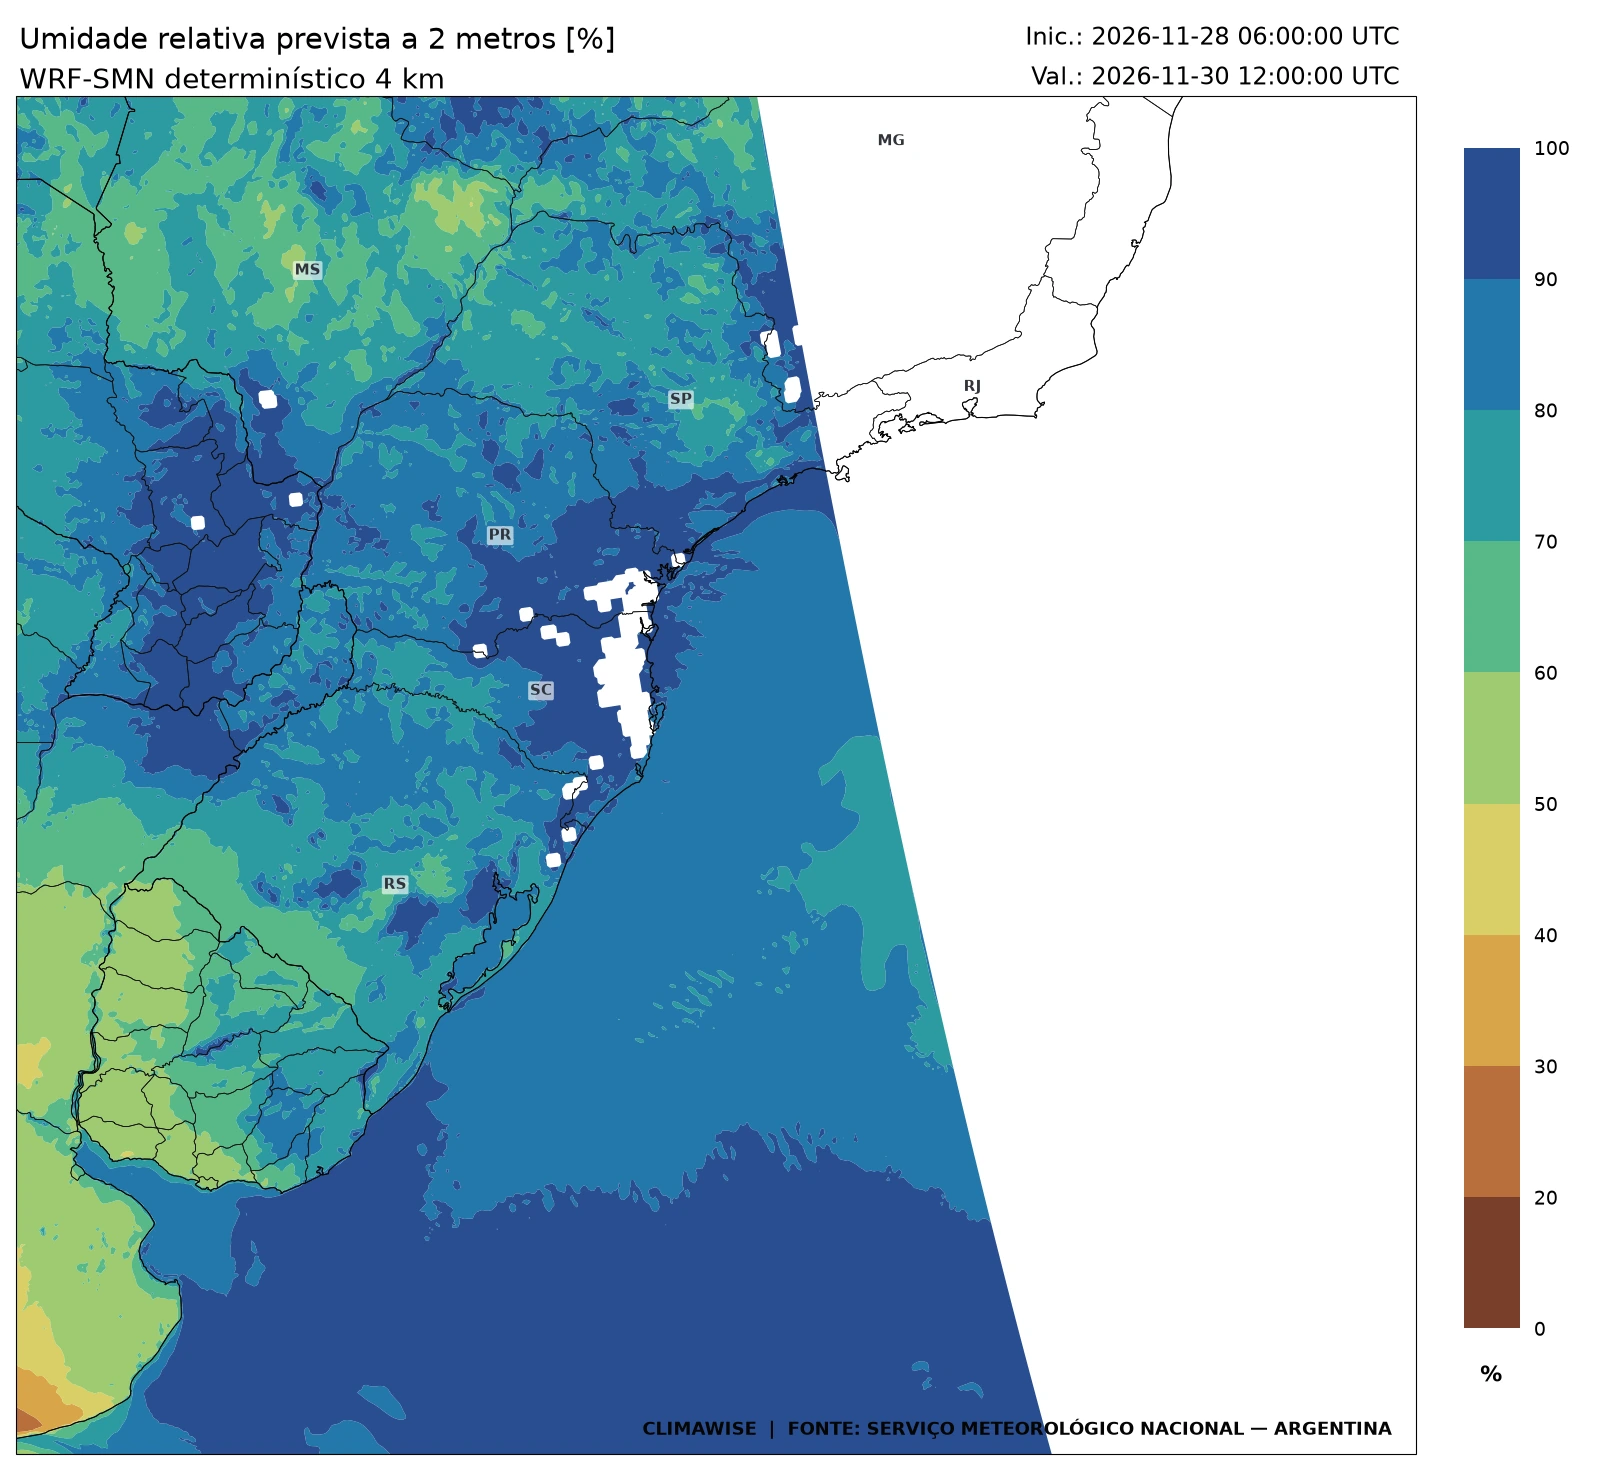 Umidade relativa prevista a 2 metros [%]
WRF-SMN determinístico 4 km
Inic.: 2026-11-28 06:00:00 UTC
Val.: 2026-11-30 12:00:00 UTC
MG
MS
RJ
SP
PR
SC
RS
100
90
80
70
60
50
40
30
20
0
%
CLIMAWISE | FONTE: SERVIÇO METEOROLÓGICO NACIONAL — ARGENTINA